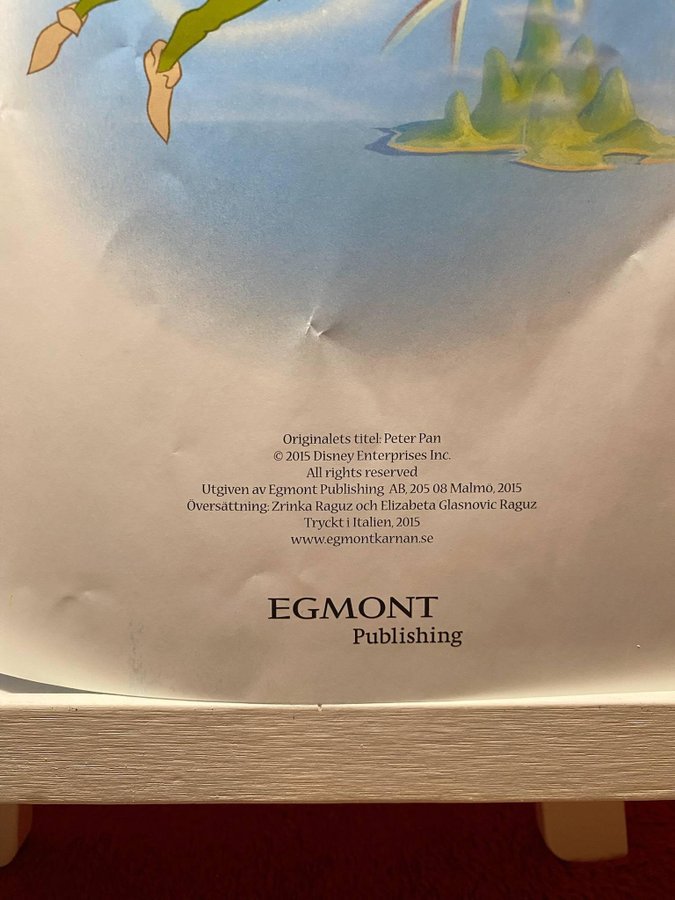 Originalets titel: Peter Pan
© 2015 Disney Enterprises Inc.
All rights reserved
Utgiven av Egmont Publishing AB, 205 08 Malmö, 2015
Översättning: Zrinka Raguz och Elizabeta Glasnovic Raguz
Tryckt i Italien, 2015
www.egmontkarnan.se
EGMONT
Publishing